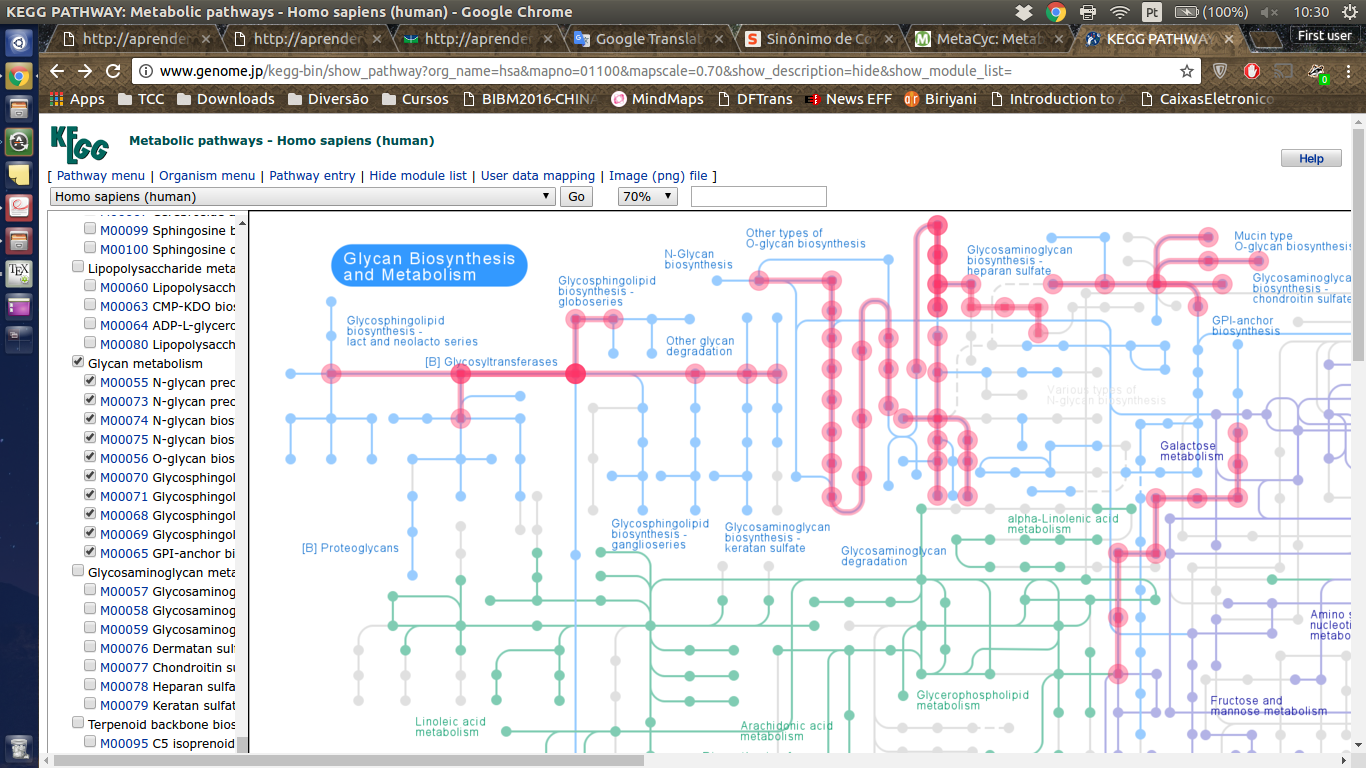 KEGG PATHWAY: Metabolic pathways - Homo sapiens (human) - Google Chrome
Pt
(100%)
10:30
http://aprender
http://aprender
http://aprender
Google Translat
Sinônimo de Co
MetaCyc: Metab
KEGG PATHWAY
First user
www.genome.jp/kegg-bin/show_pathway?org_name=hsa&mapno=01100&mapscale=0.70&show_description=hide&show_module_list=
0
Apps
TCC
Downloads
Diversão
Cursos
BIBM2016-CHINA
MindMaps
DFTrans
News EFF
Biriyani
Introduction to
CaixasEletronico
KEGG
Metabolic pathways - Homo sapiens (human)
Help
[ Pathway menu | Organism menu | Pathway entry | Hide module list | User data mapping | Image (png) file ]
Homo sapiens (human)
Go
70%
M00099 Sphingosine b
M00100 Sphingosine d
Lipopolysaccharide meta
M00060 Lipopolysacch
M00063 CMP-KDO bios
M00064 ADP-L-glycero
M00080 Lipopolysacch
Glycan metabolism
M00055 N-glycan prec
M00073 N-glycan prec
M00074 N-glycan bios
M00075 N-glycan bios
M00056 O-glycan bios
M00070 Glycosphingol
M00071 Glycosphingol
M00068 Glycosphingol
M00069 Glycosphingol
M00065 GPI-anchor bi
Glycosaminoglycan meta
M00057 Glycosaminog
M00058 Glycosaminog
M00059 Glycosaminog
M00076 Dermatan sul
M00077 Chondroitin su
M00078 Heparan sulfa
M00079 Keratan sulfat
Terpenoid backbone bios
M00095 C5 isoprenoid
Glycan Biosynthesis
and Metabolism
Glycosphingolipid
biosynthesis -
lact and neolacto series
[B] Glycosyltransferases
Glycosphingolipid
biosynthesis -
globoseries
N-Glycan
biosynthesis
Other types of
O-glycan biosynthesis
Other glycan
degradation
Glycosaminoglycan
biosynthesis -
heparan sulfate
Mucin type
O-glycan biosynthesis
Glycosaminoglyca
biosynthesis -
chondroitin sulfate
GPI-anchor
biosynthesis
Various types of
N-glycan biosynthesis
Galactose
metabolism
[B] Proteoglycans
Glycosphingolipid
biosynthesis -
ganglioseries
Glycosaminoglycan
biosynthesis -
keratan sulfate
Glycosaminoglycan
degradation
alpha-Linolenic acid
metabolism
Amino s
nucleoti
metabo
Linoleic acid
metabolism
Arachidonic acid
metabolism
Glycerophospholipid
metabolism
Fructose and
mannose metabolism